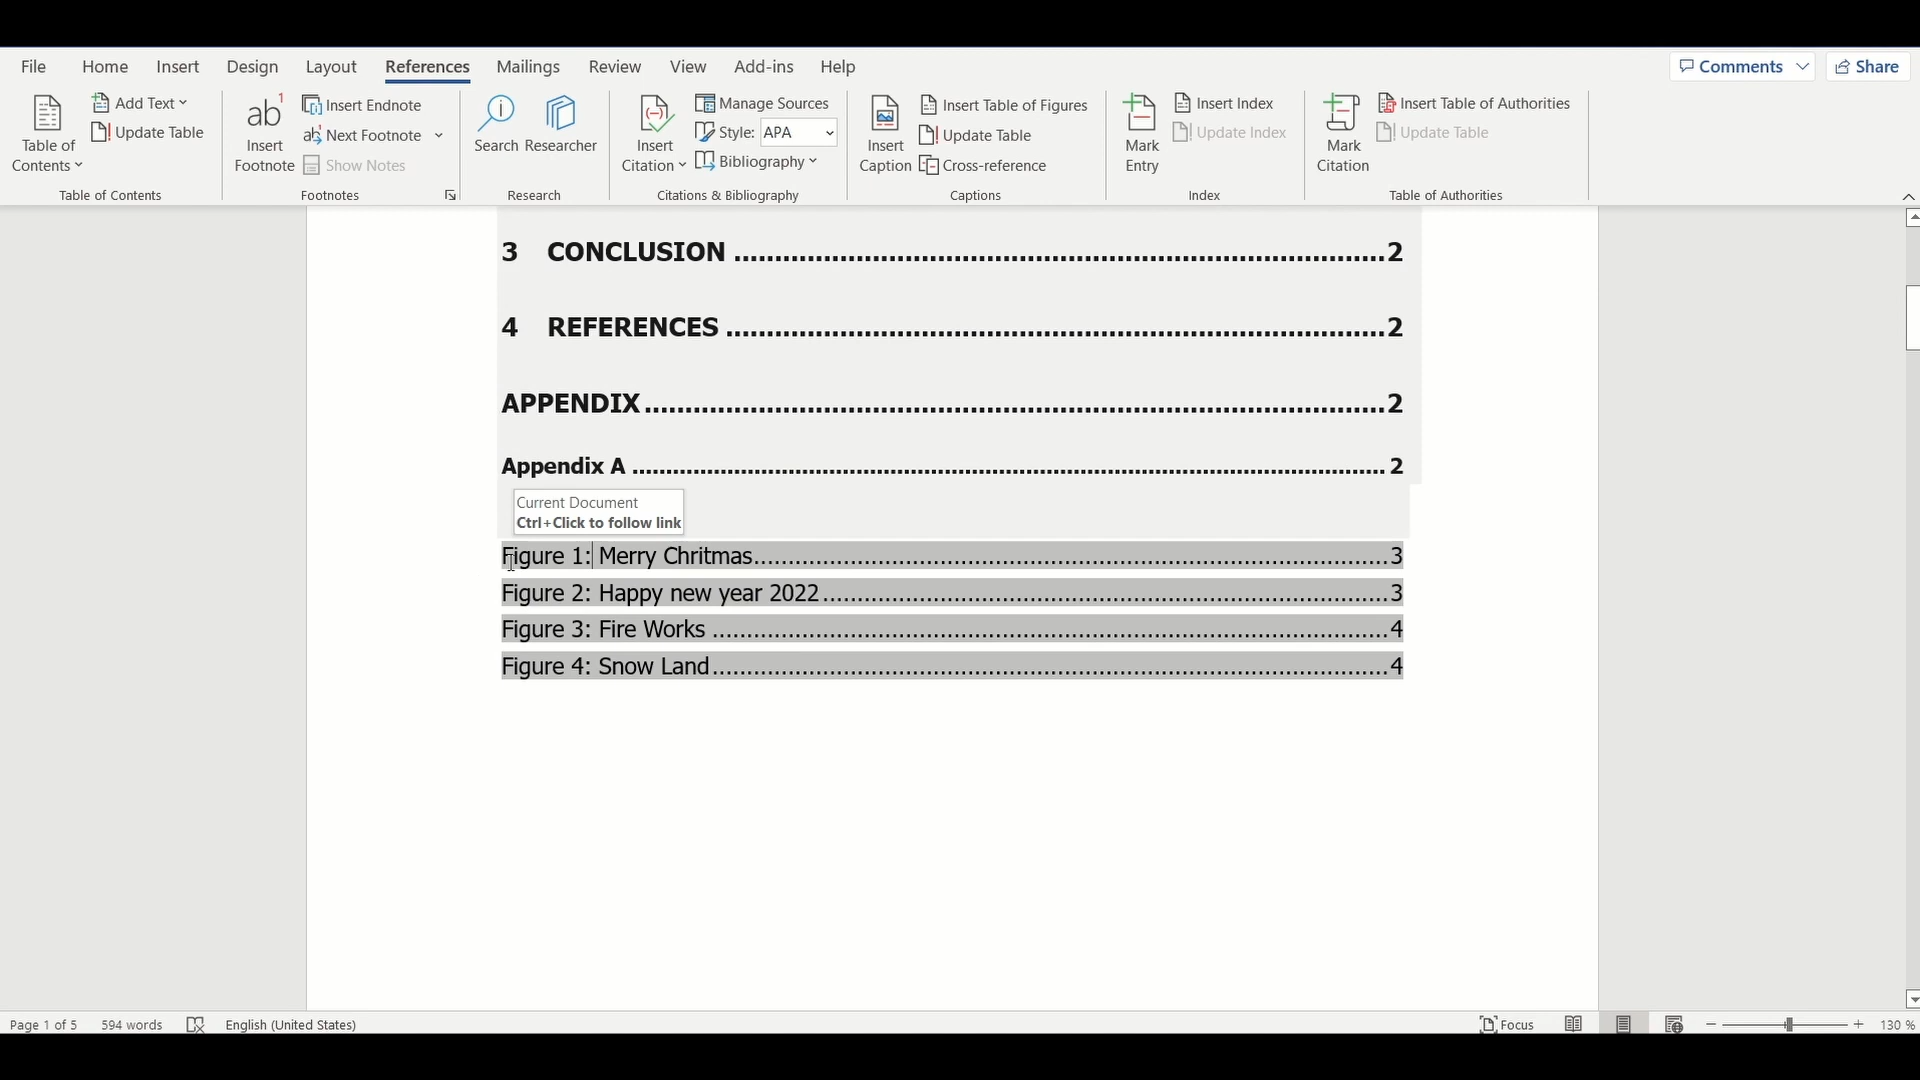 File Home Insert Design Layout References Mailings Review View Add-ins Help Comments Share
Table of Contents
Add Text
Update Table
Table of Contents
ab 1
Insert Footnote
Insert Endnote
Next Footnote
Show Notes
Footnotes
Search
Researcher
Research
Insert Citation
Manage Sources
Style: APA
Bibliography
Citations & Bibliography
Insert Caption
Insert Table of Figures
Update Table
Cross-reference
Captions
Mark Entry
Insert Index
Update Index
Index
Mark Citation
Insert Table of Authorities
Update Table
Table of Authorities
3 CONCLUSION ........ 2
4 REFERENCES ........ 2
APPENDIX ........ 2
Appendix A ........ 2
Current Document
Ctrl+Click to follow link
Figure 1: Merry Chritmas ........ 3
Figure 2: Happy new year 2022 ........ 3
Figure 3: Fire Works ........ 4
Figure 4: Snow Land ........ 4
Page 1 of 5 594 words English (United States) Focus 130 %